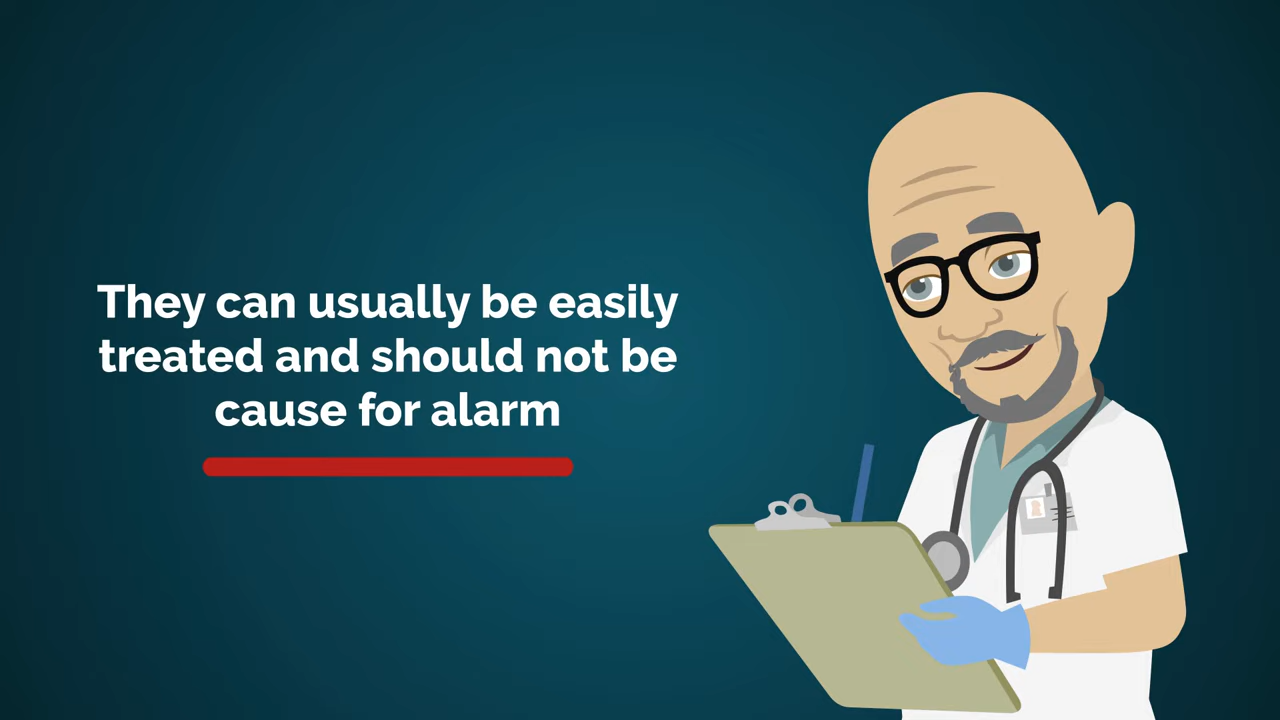 They can usually be easily
treated and should not be
cause for alarm